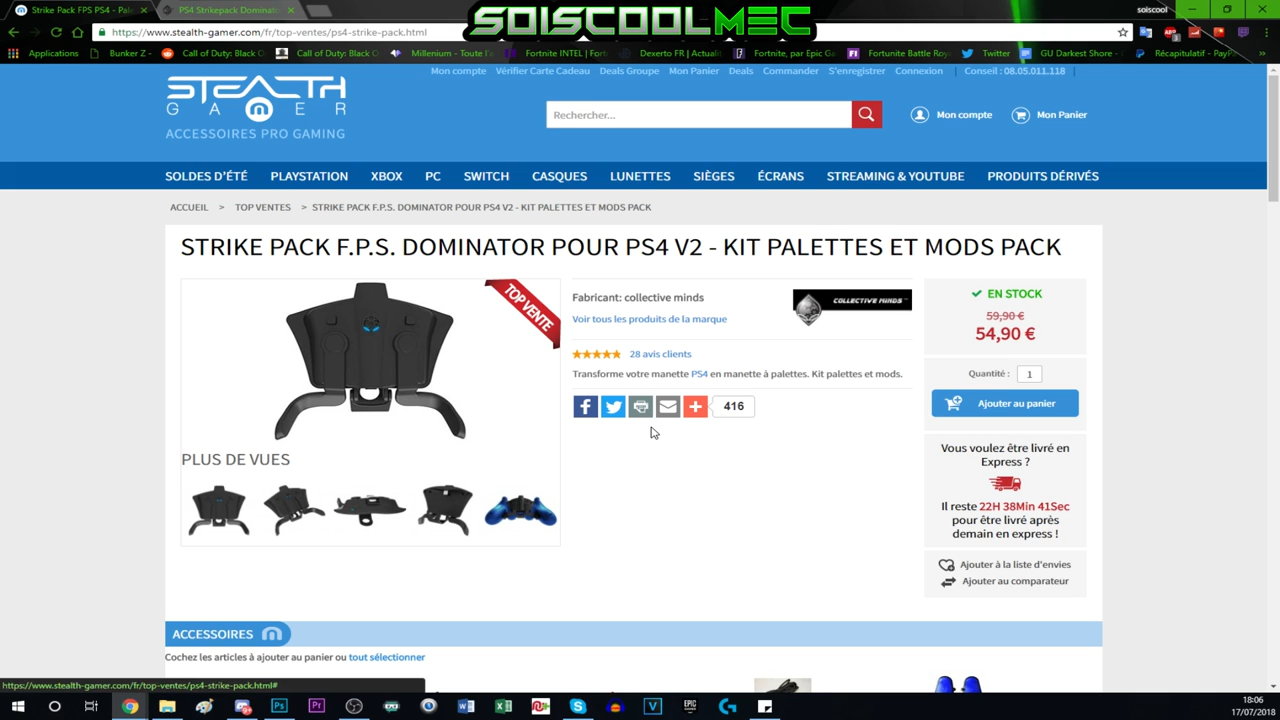 Strike Pack FPS PS4 - Pale
PS4 Strikepack Dominato
SOISCOOLMEC
soiscool
https://www.stealth-gamer.com/fr/top-ventes/ps4-strike-pack.html
Applications
Bunker Z -
Call of Duty: Black O
Call of Duty: Black O
Millenium - Toute l'
Fortnite INTEL | Fort
Dexerto FR | Actuali
Fortnite, par Epic Ga
Fortunite Battle Roya
Twitter
GU Darkest Shore -
Récapitulatif - PayP
Mon compte
Vérifier Carte Cadeau
Deals Groupe
Mon Panier
Deals
Commander
S'enregistrer
Connexion
Conseil : 08.05.011.118
STEALTH
GAMER
ACCESSOIRES PRO GAMING
Rechercher...
Mon compte
Mon Panier
SOLDES D'ÉTÉ
PLAYSTATION
XBOX
PC
SWITCH
CASQUES
LUNETTES
SIÈGES
ÉCRANS
STREAMING & YOUTUBE
PRODUITS DÉRIVÉS
ACCUEIL > TOP VENTES > STRIKE PACK F.P.S. DOMINATOR POUR PS4 V2 - KIT PALETTES ET MODS PACK
STRIKE PACK F.P.S. DOMINATOR POUR PS4 V2 - KIT PALETTES ET MODS PACK
TOP VENTE
PLUS DE VUES
Fabricant: collective minds
COLLECTIVE MINDS
Voir tous les produits de la marque
28 avis clients
Transforme votre manette PS4 en manette à palettes. Kit palettes et mods.
416
EN STOCK
59,90 €
54,90 €
Quantité : 1
Ajouter au panier
Vous voulez être livré en
Express ?
Il reste 22H 38Min 41Sec
pour être livré après
demain en express !
Ajouter à la liste d'envies
Ajouter au comparateur
ACCESSOIRES
Cochez les articles à ajouter au panier ou tout sélectionner
https://www.stealth-gamer.com/fr/top-ventes/ps4-strike-pack.html#
18:06
17/07/2018